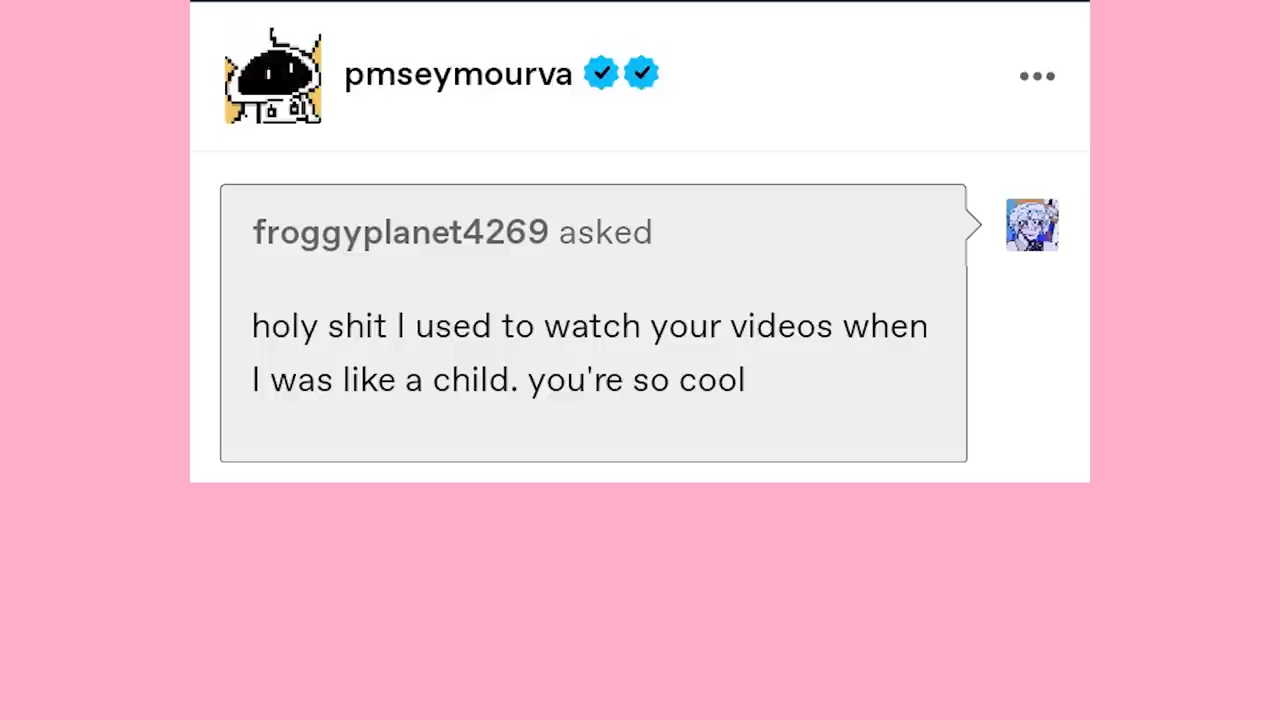 pmseymourva
froggyplanet4269 asked
holy shit I used to watch your videos when
I was like a child. you're so cool